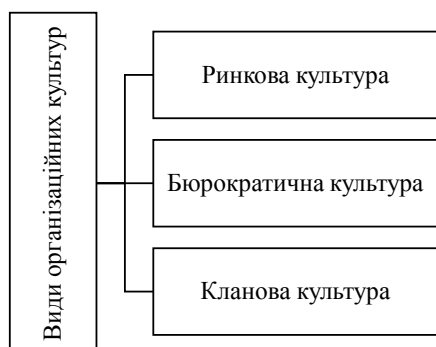 Види організаційних культур
Ринкова культура
Бюрократична культура
Кланова культура